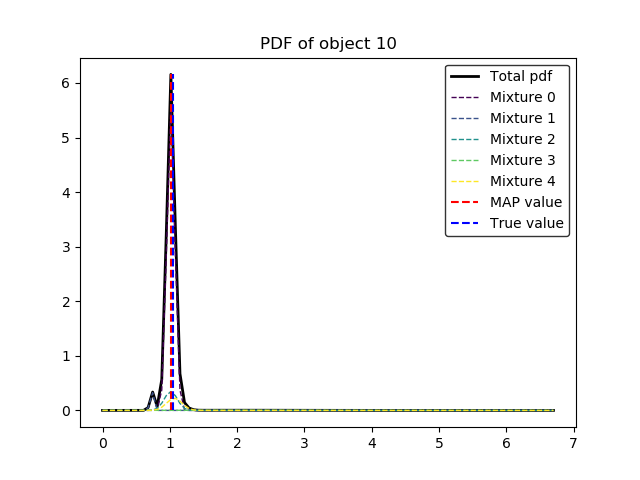 PDF of object 10
6
5
4
3
2
1
0
0 1 2 3 4 5 6 7
Total pdf
Mixture 0
Mixture 1
Mixture 2
Mixture 3
Mixture 4
MAP value
True value